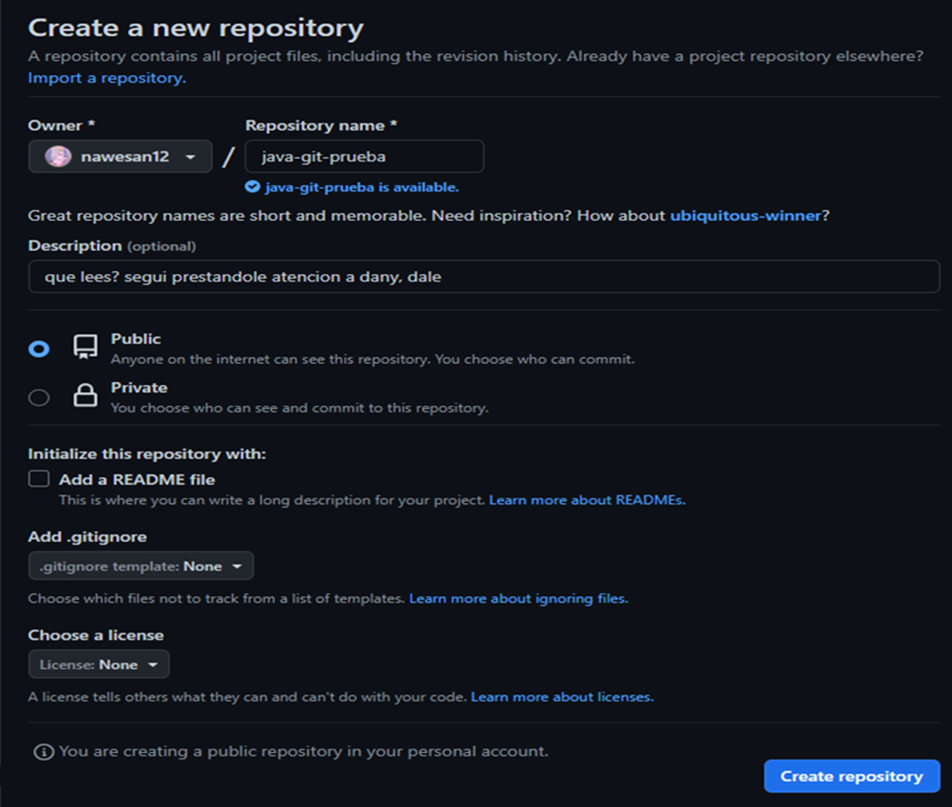 Create a new repository
A repository contains all project files, including the revision history. Already have a project repository elsewhere?
Import a repository.
Owner * Repository name *
nawesan12 / java-git-prueba
java-git-prueba is available.
Great repository names are short and memorable. Need inspiration? How about ubiquitous-winner?
Description (optional)
que lees? segui prestandole atencion a dany, dale
Public
Anyone on the internet can see this repository. You choose who can commit.
Private
You choose who can see and commit to this repository.
Initialize this repository with:
Add a README file
This is where you can write a long description for your project. Learn more about READMEs.
Add .gitignore
.gitignore template: None
Choose which files not to track from a list of templates. Learn more about ignoring files.
Choose a license
License: None
A license tells others what they can and can't do with your code. Learn more about licenses.
You are creating a public repository in your personal account.
Create repository